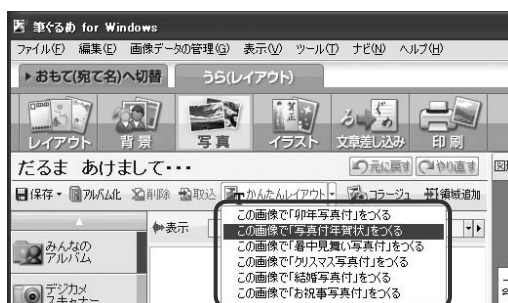 筆ぐるめ for Windows
ファイル(F) 編集(E) 画像データの管理(G) 表示(V) ツール(T) ナビ(N) ヘルプ(H)
おもて(宛て名)へ切替 うら(レイアウト)
レイアウト 背景 写真 イラスト 文章差し込み 印刷
だるま あけまして・・・ 元に戻す やり直す
保存 アルバム化 削除 取込 かんたんレイアウト コラージュ 領域追加
表示
この画像で「卯年写真付」をつくる
この画像で「写真付年賀状」をつくる
この画像で「暑中見舞い写真付」をつくる
この画像で「クリスマス写真付」をつくる
この画像で「結婚写真付」をつくる
この画像で「お祝事写真付」をつくる
みんなの
アルバム
デジカメ
スキャナー